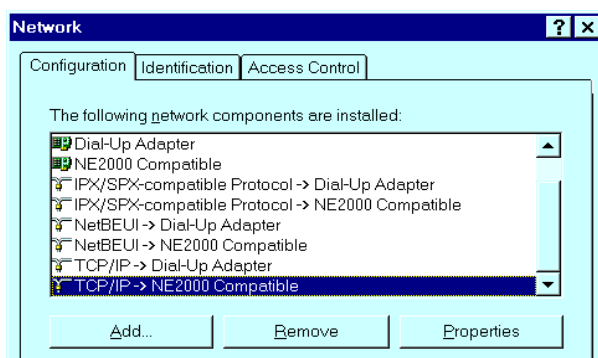 Network
Configuration Identification Access Control
The following network components are installed:
Dial-Up Adapter
NE2000 Compatible
IPX/SPX-compatible Protocol -> Dial-Up Adapter
IPX/SPX-compatible Protocol -> NE2000 Compatible
NetBEUI -> Dial-Up Adapter
NetBEUI -> NE2000 Compatible
TCP/IP -> Dial-Up Adapter
TCP/IP -> NE2000 Compatible
Add... Remove Properties